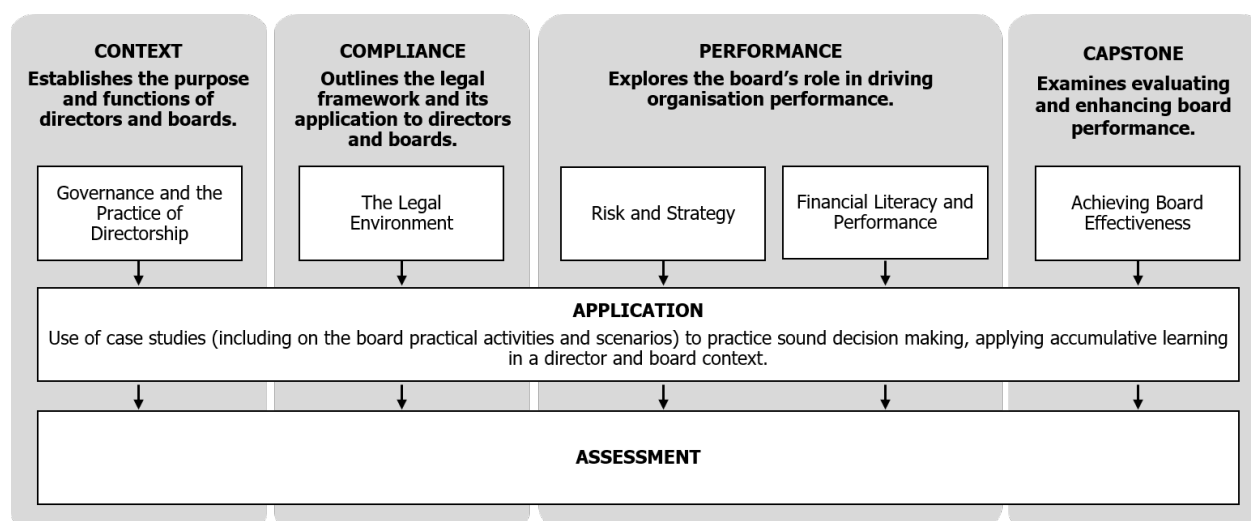 CONTEXT
Establishes the purpose
and functions of
directors and boards.
COMPLIANCE
Outlines the legal
framework and its
application to directors
and boards.
PERFORMANCE
Explores the board’s role in driving
organisation performance.
CAPSTONE
Examines evaluating
and enhancing board
performance.
Governance and the
Practice of
Directorship
The Legal
Environment
Risk and Strategy
Financial Literacy and
Performance
Achieving Board
Effectiveness
APPLICATION
Use of case studies (including on the board practical activities and scenarios) to practice sound decision making, applying accumulative learning
in a director and board context.
ASSESSMENT